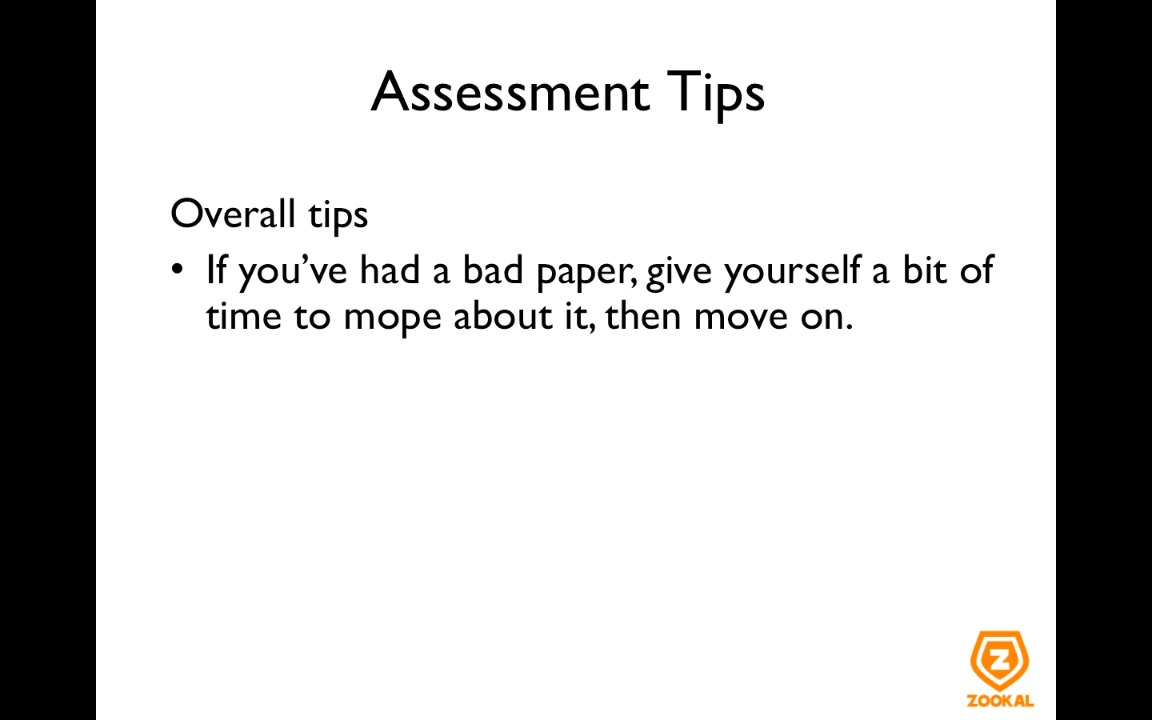 Assessment Tips
Overall tips
• If you’ve had a bad paper, give yourself a bit of
time to mope about it, then move on.
Z
ZOOKAL